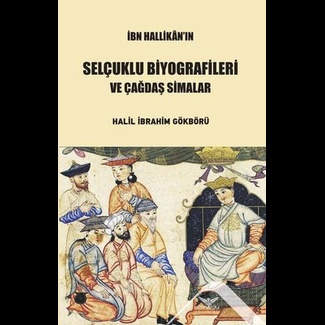 İBN HALLİKÂN'IN
SELÇUKLU BİYOGRAFİLERİ
VE ÇAĞDAŞ SİMALAR
HALİL İBRAHİM GÖKBÖRÜ